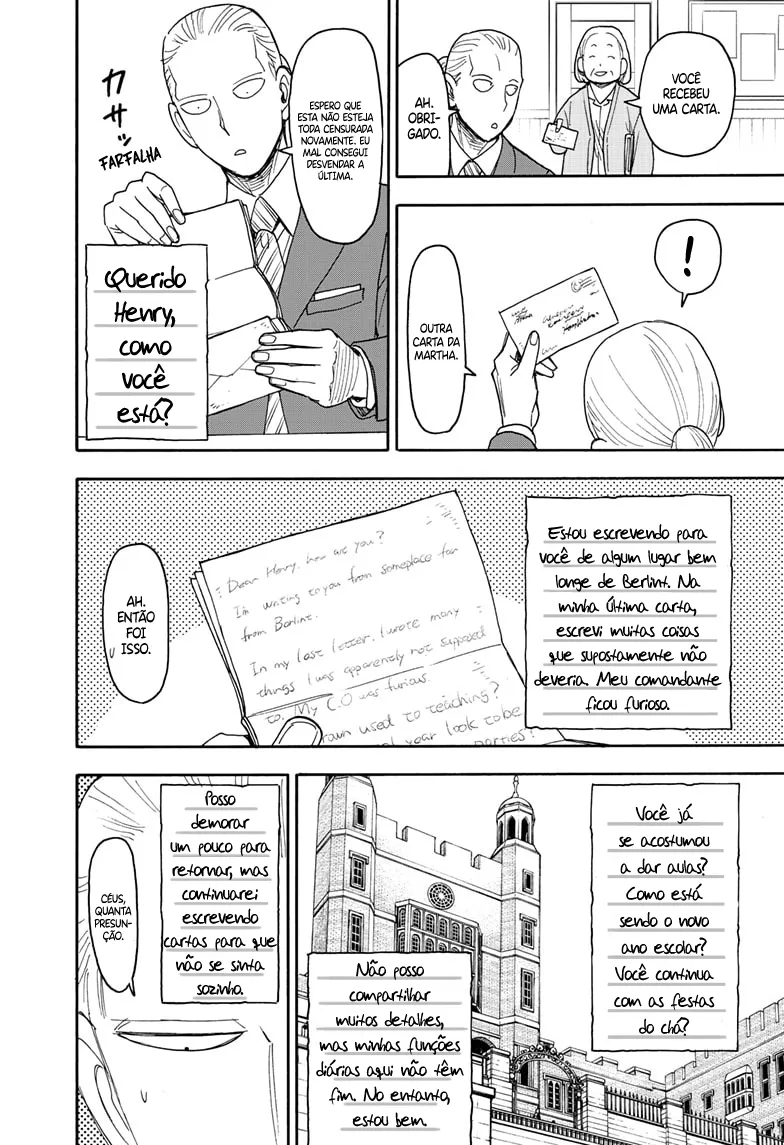 VOCÊ
RECEBEU
UMA CARTA.
AH.
OBRI-
GADO.
!
OUTRA
CARTA DA
MARTHA.
ESPERO QUE
ESTA NÃO ESTEJA
TODA CENSURADA
NOVAMENTE. EU
MAL CONSEGUI
DESVENDAR A
ÚLTIMA.
カサッ
FARFALHA
Querido
Henry,
como
você
está?
Estou escrevendo para
você de algum lugar bem
longe de Berlint. Na
minha última carta,
escrevi muitas coisas
que supostamente não
deveria. Meu comandante
ficou furioso.
Dear Henry, how are you?
I'm writing to you from someplace far
from Berlint.
In my last letter, I wrote many
things I was apparently not supposed
to. My C.O was furious.
rown used to teaching?
l year look to be
parties?
AH.
ENTÃO
FOI
ISSO.
Você já
se acostumou
a dar aulas?
Como está
sendo o novo
ano escolar?
Você continua
com as festas
do chá?
Não posso
compartilhar
muitos detalhes,
mas minhas funções
diárias aqui não têm
fim. No entanto,
estou bem.
Posso
demorar
um pouco para
retornar, mas
continuarei
escrevendo
cartas para que
não se sinta
sozinho.
CÉUS,
QUANTA
PRESUN-
ÇÃO.